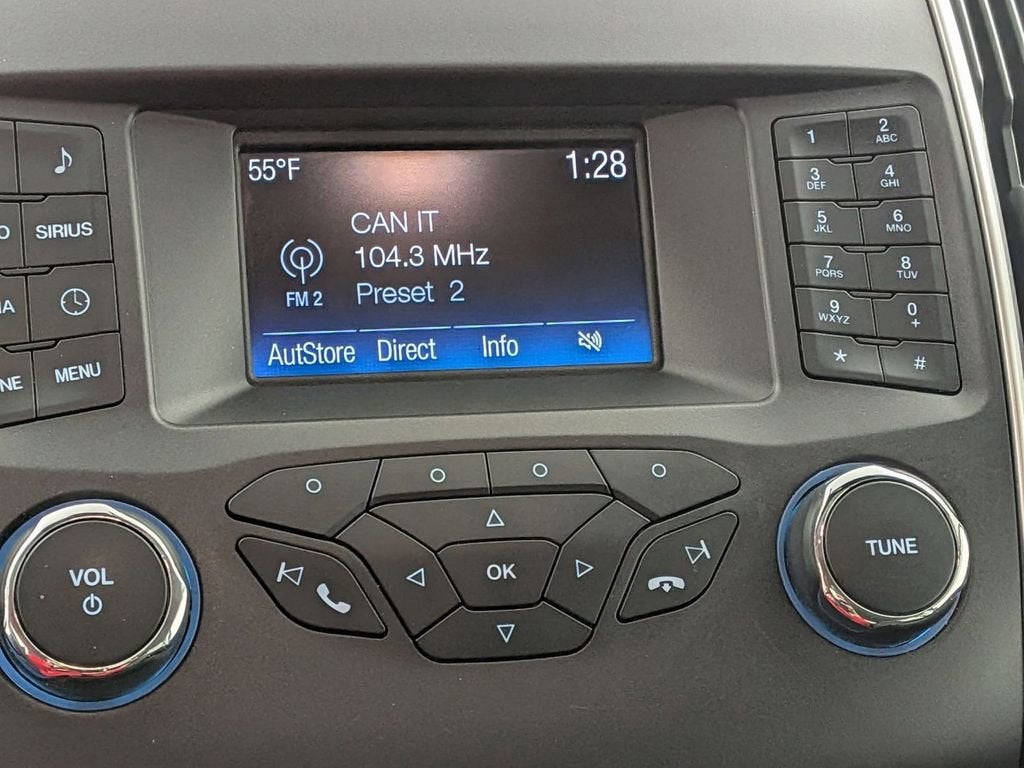 55°F
1:28
CAN IT
104.3 MHz
FM 2
Preset 2
AutStore
Direct
Info
SIRIUS
MENU
1
2
ABC
3
DEF
4
GHI
5
JKL
6
MNO
7
PQRS
8
TUV
9
WXYZ
0
+
*
#
OK
VOL
TUNE